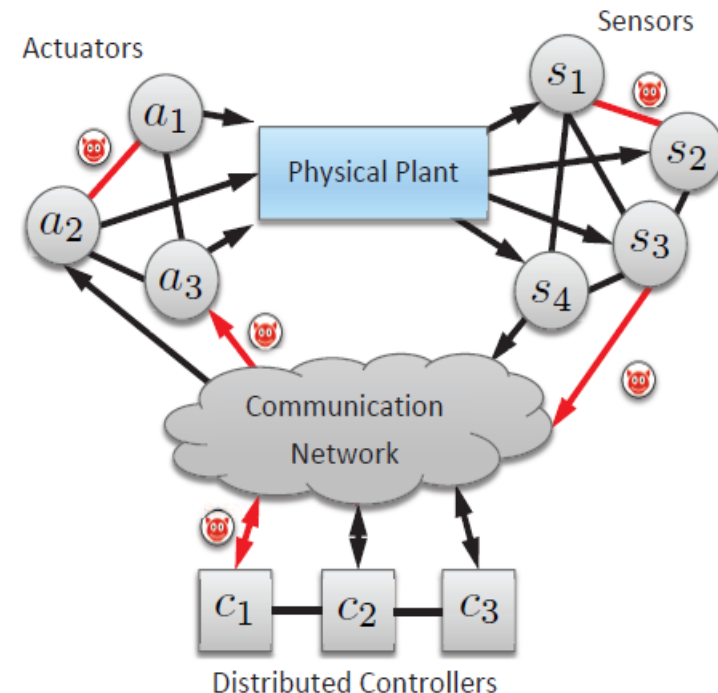 Actuators
Sensors
a1
a2
a3
Physical Plant
s1
s2
s3
s4
Communication
Network
c1
c2
c3
Distributed Controllers